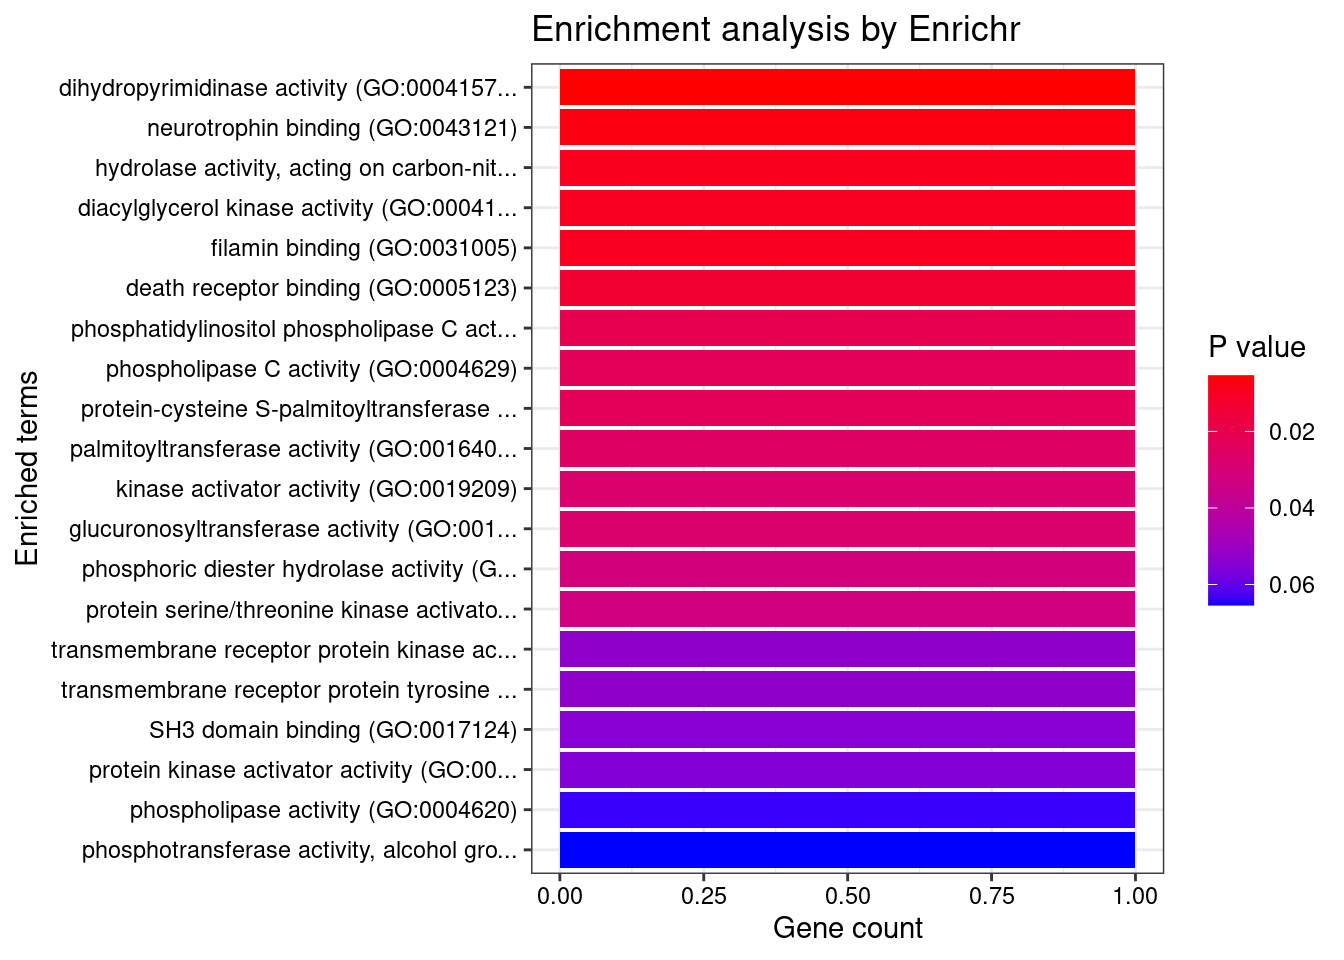 Enrichment analysis by Enrichr
dihydropyrimidinase activity (GO:0004157...
neurotrophin binding (GO:0043121)
hydrolase activity, acting on carbon-nit...
diacylglycerol kinase activity (GO:00041...
filamin binding (GO:0031005)
death receptor binding (GO:0005123)
phosphatidylinositol phospholipase C act...
phospholipase C activity (GO:0004629)
protein-cysteine S-palmitoyltransferase ...
palmitoyltransferase activity (GO:001640...
kinase activator activity (GO:0019209)
glucuronosyltransferase activity (GO:001...
phosphoric diester hydrolase activity (G...
protein serine/threonine kinase activato...
transmembrane receptor protein kinase ac...
transmembrane receptor protein tyrosine ...
SH3 domain binding (GO:0017124)
protein kinase activator activity (GO:00...
phospholipase activity (GO:0004620)
phosphotransferase activity, alcohol gro...
Enriched terms
0.00 0.25 0.50 0.75 1.00
Gene count
P value
0.02
0.04
0.06